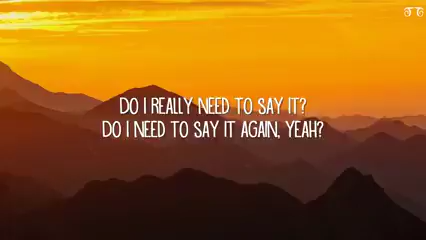 DO I REALLY NEED TO SAY IT?
DO I NEED TO SAY IT AGAIN, YEAH?